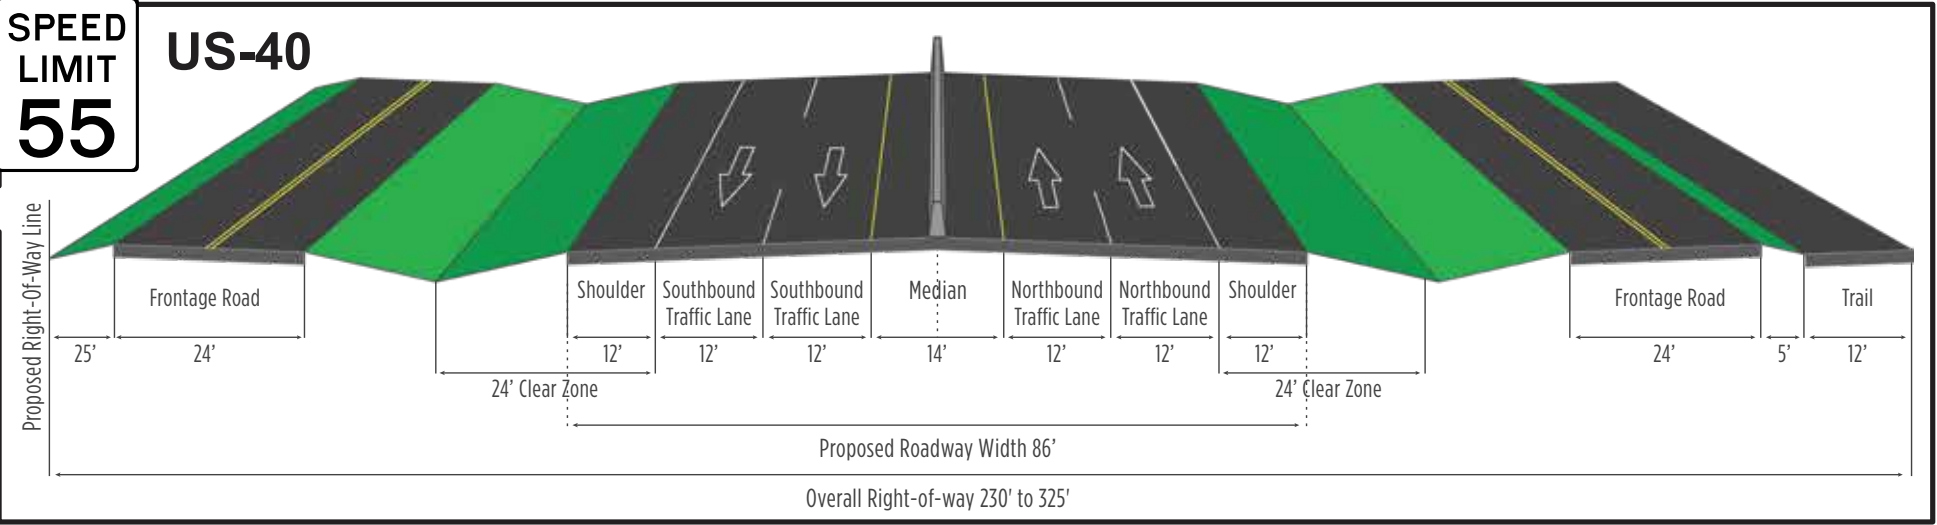 SPEED
LIMIT
55
US-40
Proposed Right-Of-Way Line
Frontage Road
Shoulder
Southbound
Traffic Lane
Southbound
Traffic Lane
Median
Northbound
Traffic Lane
Northbound
Traffic Lane
Shoulder
Frontage Road
Trail
25’
24’
12’
12’
12’
14’
12’
12’
12’
24’
5’
12’
24’ Clear Zone
24’ Clear Zone
Proposed Roadway Width 86’
Overall Right-of-way 230' to 325'